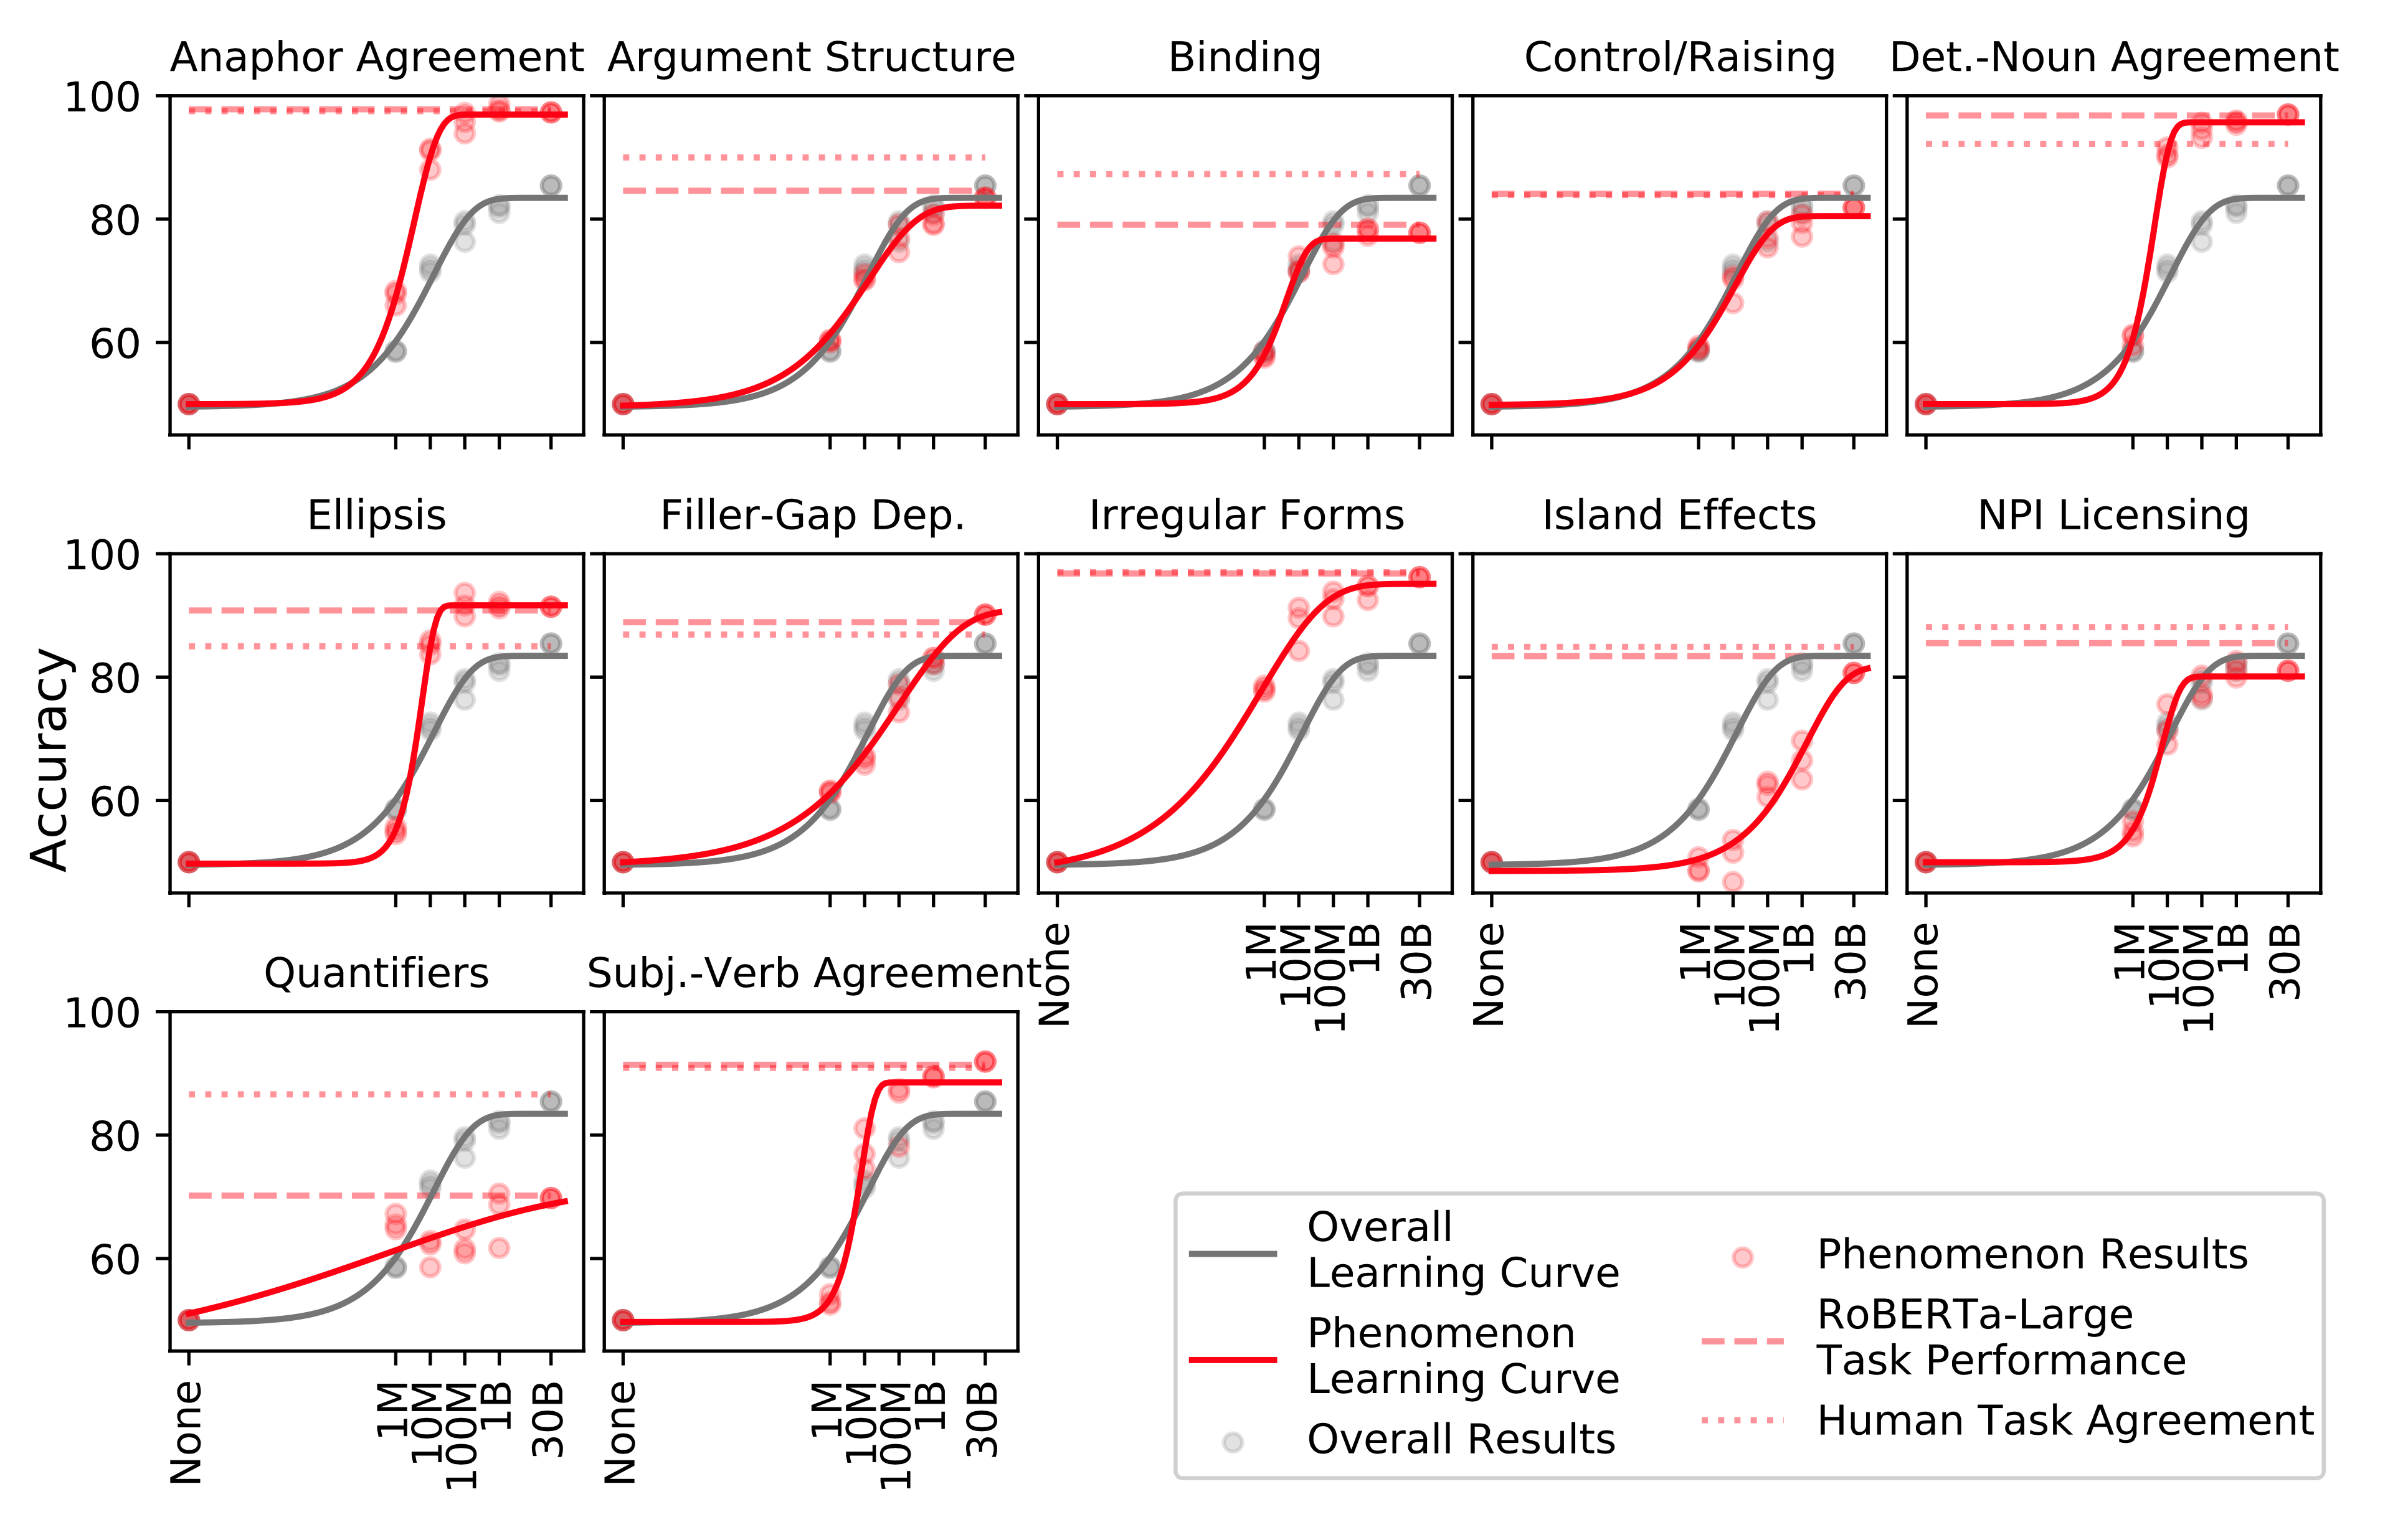 Anaphor Agreement
Argument Structure
Binding
Control/Raising
Det.-Noun Agreement
100
80
60
Ellipsis
Filler-Gap Dep.
Irregular Forms
Island Effects
NPI Licensing
Accuracy
100
80
60
None
1M
10M
100M
1B
30B
None
1M
10M
100M
1B
30B
None
1M
10M
100M
1B
30B
Quantifiers
Subj.-Verb Agreement
100
80
60
None
1M
10M
100M
1B
30B
None
1M
10M
100M
1B
30B
Overall
Learning Curve
Phenomenon
Learning Curve
Overall Results
Phenomenon Results
RoBERTa-Large
Task Performance
Human Task Agreement